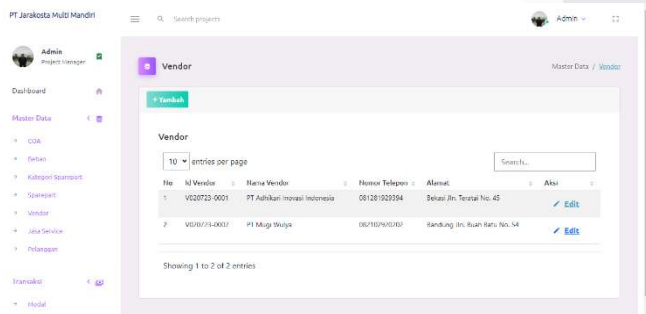 PT Jarakosta Multi Mandiri
Search projects
Admin
Admin
Project Manager
Dashboard
Master Data
COA
Beban
Kategori Sparepart
Sparepart
Vendor
Jasa Service
Pelanggan
Transaksi
Modal
Vendor
Master Data / Vendor
+ Tambah
Vendor
10 entries per page
Search...
No Id Vendor Nama Vendor Nomor Telepon Alamat Aksi
1 V020723-0001 PT Adhikari Inovasi Indonesia 081281929394 Bekasi Jln. Teratai No. 45 Edit
2 V020723-0002 PT Mugi Wulya 082102920202 Bandung Jln. Buah Batu No. 54 Edit
Showing 1 to 2 of 2 entries